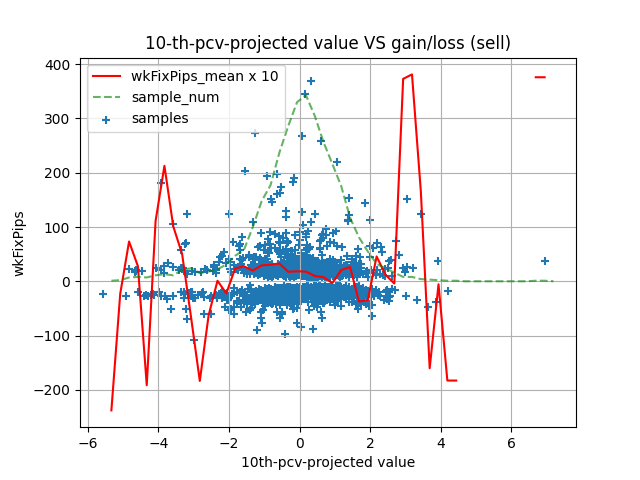 10-th-pcv-projected value VS gain/loss (sell)
wkFixPips_mean x 10
sample_num
samples
400
300
200
100
0
−100
−200
wkFixPips
−6 −4 −2 0 2 4 6
10th-pcv-projected value